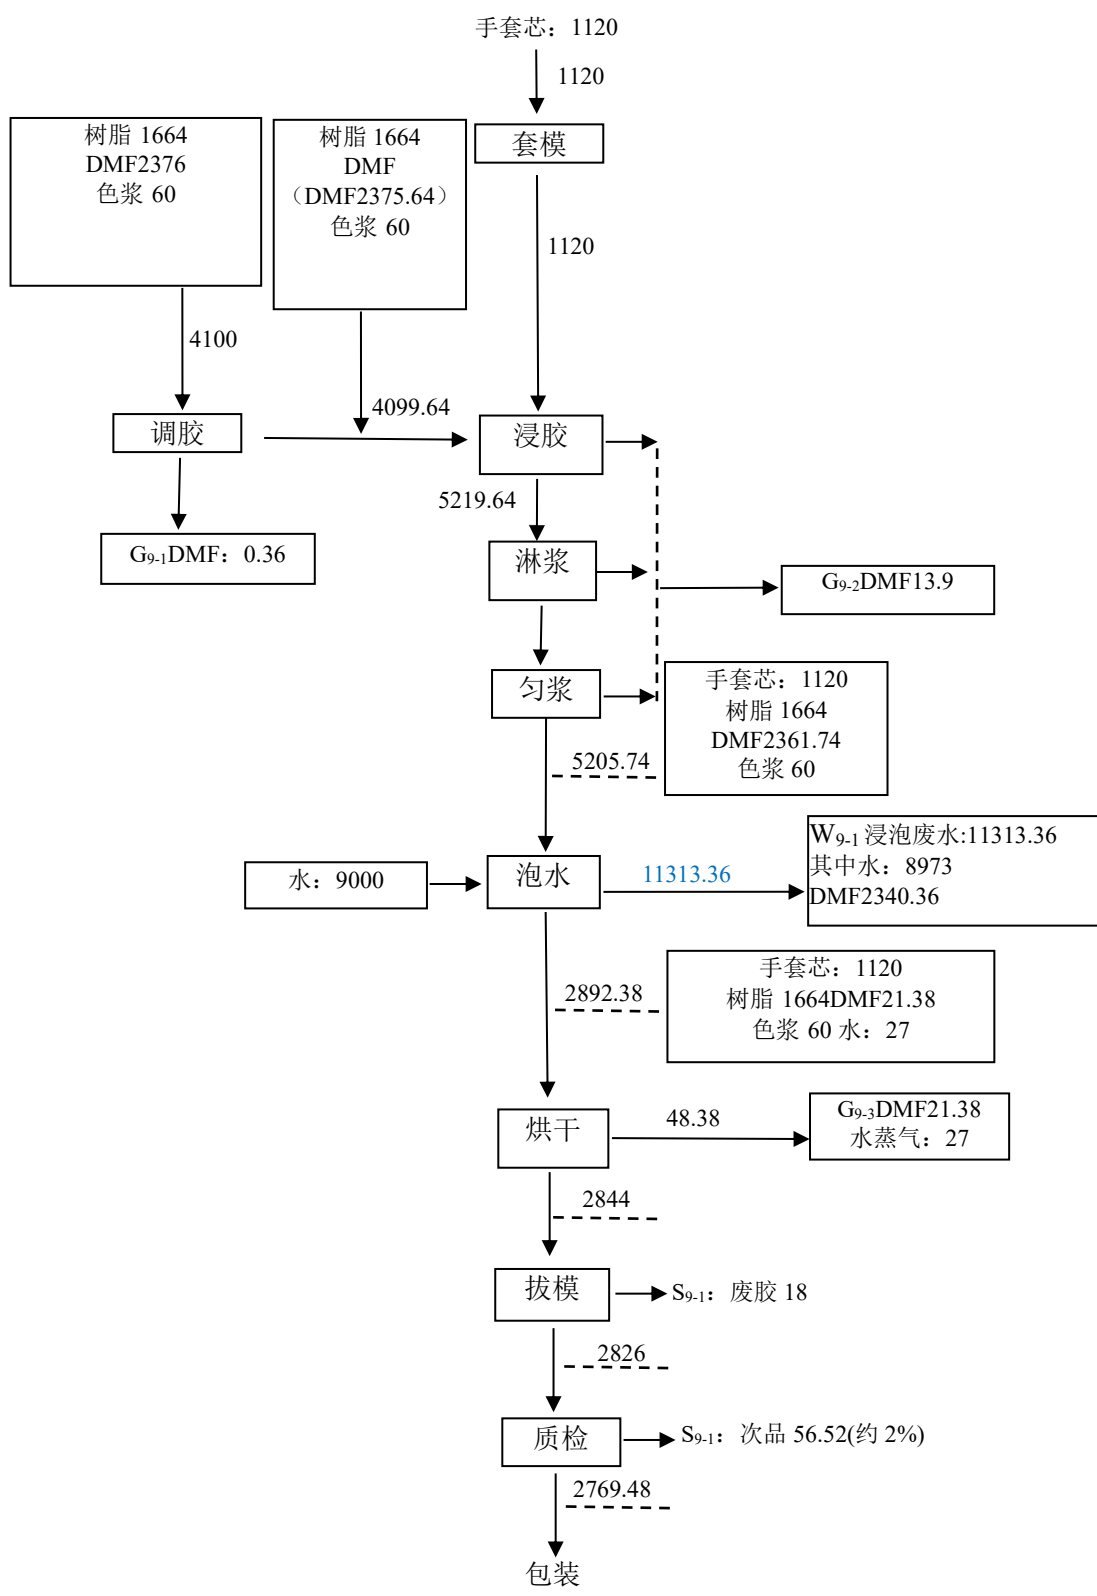 手套芯：1120
1120
套模
树脂 1664
DMF2376
色浆 60
树脂 1664
DMF
（DMF2375.64）
色浆 60
1120
4100
4099.64
调胶
浸胶
5219.64
G9-1DMF：0.36
淋浆
G9-2DMF13.9
匀浆
手套芯：1120
树脂 1664
DMF2361.74
色浆 60
5205.74
水：9000
泡水
11313.36
W9-1 浸泡废水:11313.36
其中水：8973
DMF2340.36
2892.38
手套芯：1120
树脂 1664DMF21.38
色浆 60 水：27
烘干
48.38
G9-3DMF21.38
水蒸气：27
2844
拔模
S9-1：废胶 18
2826
质检
S9-1：次品 56.52(约 2%)
2769.48
包装